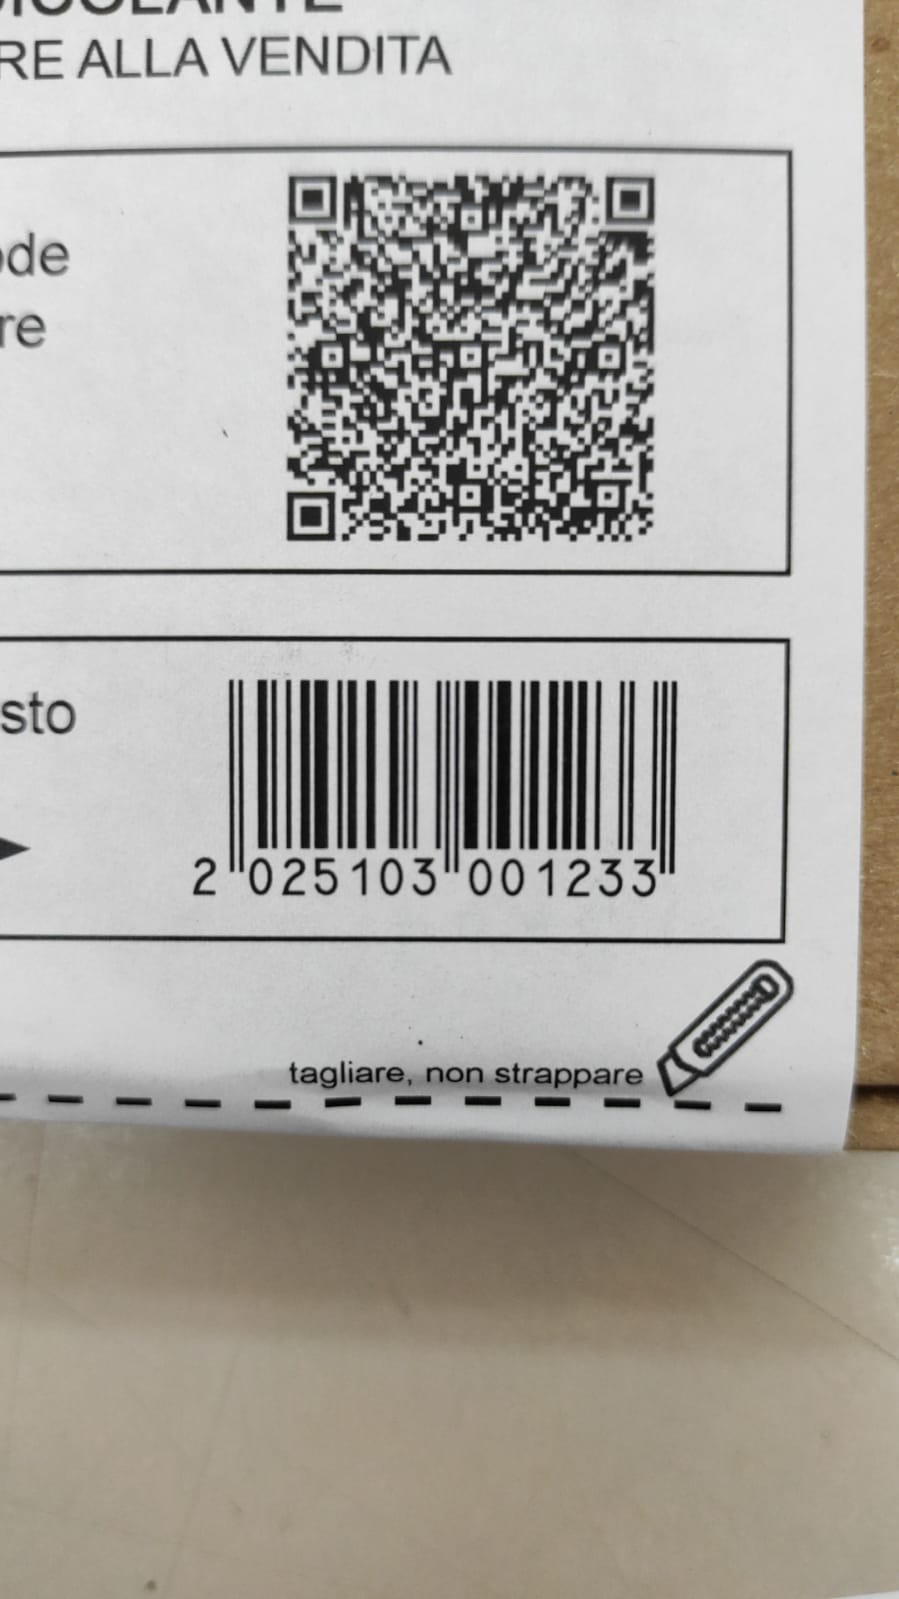 RE ALLA VENDITA
ode
re
sto
2 025103 001233
tagliare, non strappare